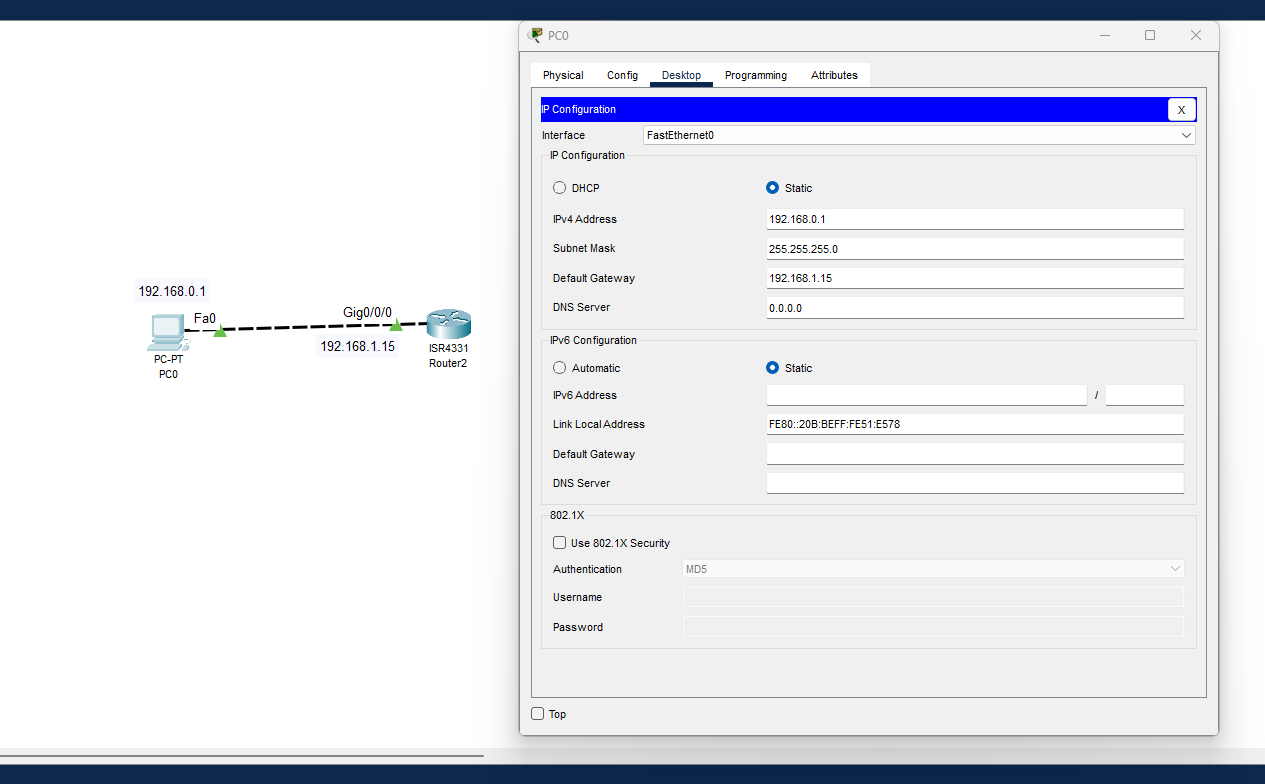 192.168.0.1
Fa0
Gig0/0/0
192.168.1.15
PC-PT
PC0
ISR4331
Router2
PC0
Physical Config Desktop Programming Attributes
IP Configuration X
Interface FastEthernet0
IP Configuration
DHCP Static
IPv4 Address 192.168.0.1
Subnet Mask 255.255.255.0
Default Gateway 192.168.1.15
DNS Server 0.0.0.0
IPv6 Configuration
Automatic Static
IPv6 Address /
Link Local Address FE80::20B:BEFF:FE51:E578
Default Gateway
DNS Server
802.1X
Use 802.1X Security
Authentication MD5
Username
Password
Top